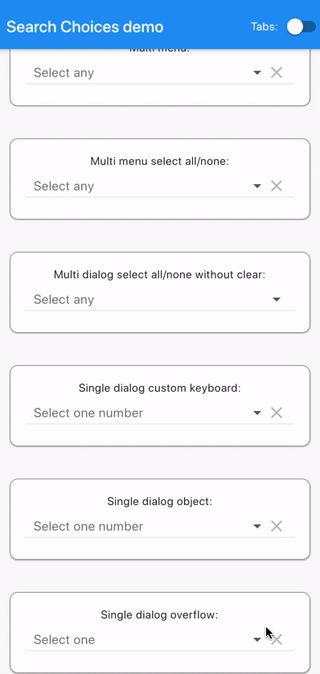 Search Choices demo
Tabs:
Multi menu:
Select any
Multi menu select all/none:
Select any
Multi dialog select all/none without clear:
Select any
Single dialog custom keyboard:
Select one number
Single dialog object:
Select one number
Single dialog overflow:
Select one